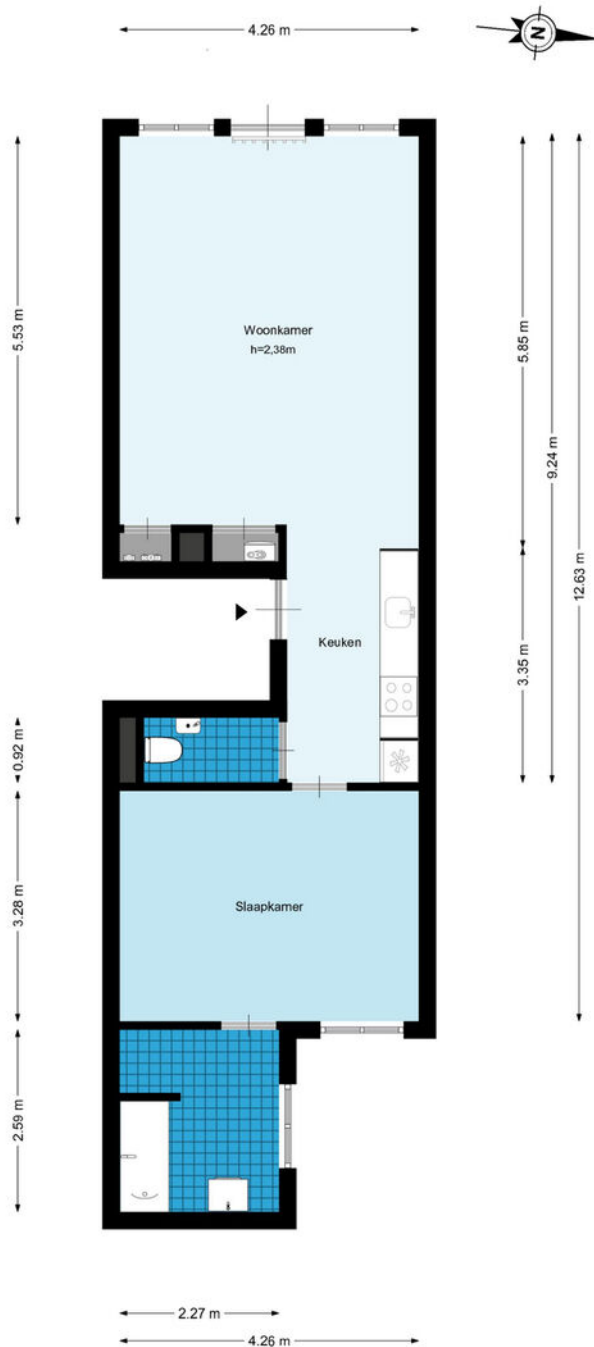 4.26 m
N
5.53 m
5.85 m
Woonkamer
h=2,38m
9.24 m
12.63 m
Keuken
3.35 m
0.92 m
3.28 m
Slaapkamer
2.59 m
2.27 m
4.26 m